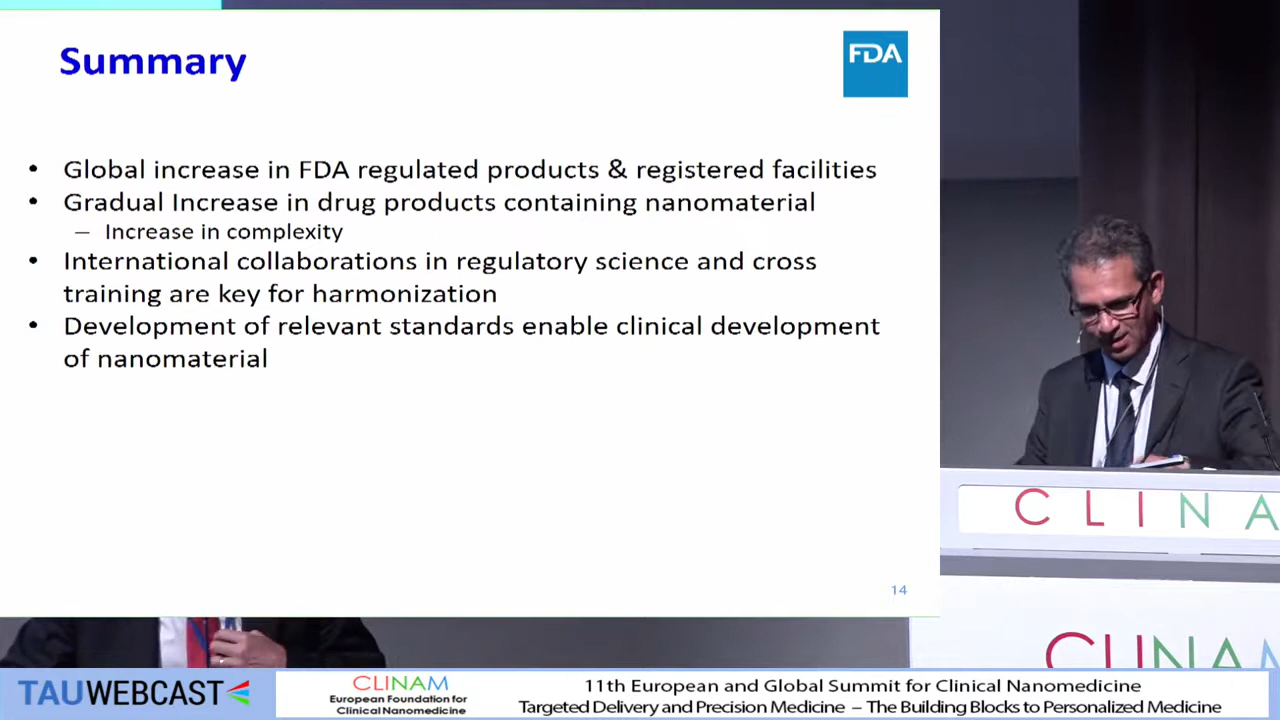 Summary
FDA
• Global increase in FDA regulated products & registered facilities
• Gradual Increase in drug products containing nanomaterial
– Increase in complexity
• International collaborations in regulatory science and cross
training are key for harmonization
• Development of relevant standards enable clinical development
of nanomaterial
14
CLINA
CLINAM
TAUWEBCAST
CLINAM
European Foundation for
Clinical Nanomedicine
11th European and Global Summit for Clinical Nanomedicine
Targeted Delivery and Precision Medicine – The Building Blocks to Personalized Medicine